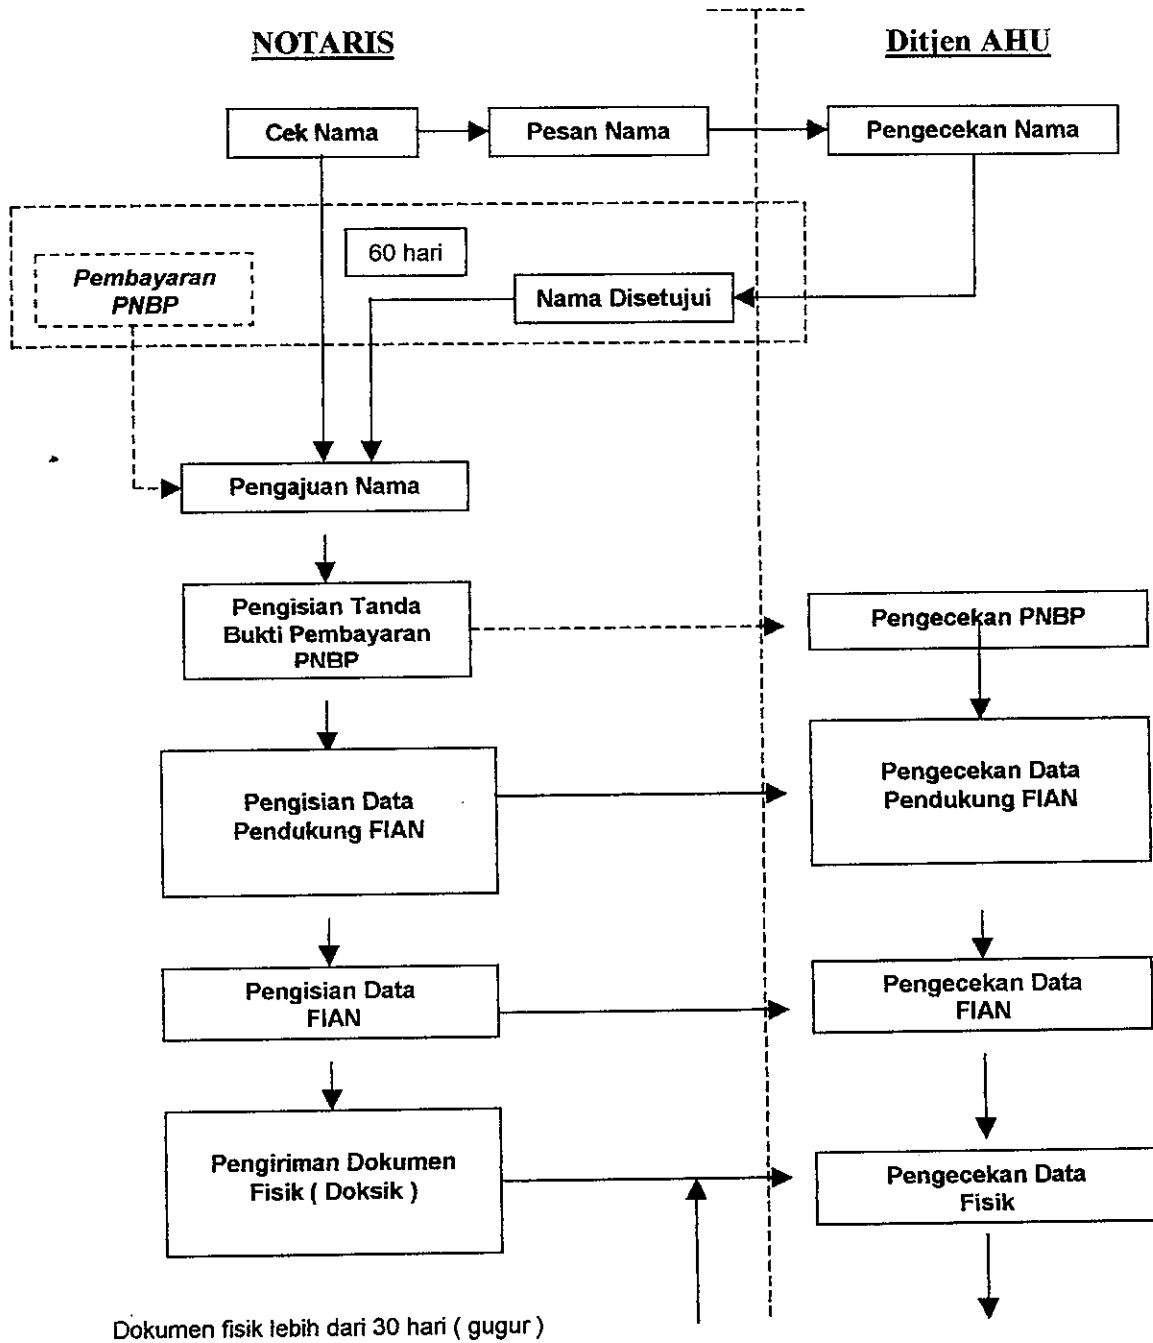 NOTARIS
Ditjen AHU
Cek Nama
Pesan Nama
Pengecekan Nama
60 hari
Pembayaran
PNBP
Nama Disetujui
Pengajuan Nama
Pengisian Tanda
Bukti Pembayaran
PNBP
Pengecekan PNBP
Pengisian Data
Pendukung FIAN
Pengecekan Data
Pendukung FIAN
Pengisian Data
FIAN
Pengecekan Data
FIAN
Pengiriman Dokumen
Fisik ( Doksik )
Pengecekan Data
Fisik
Dokumen fisik lebih dari 30 hari ( gugur )